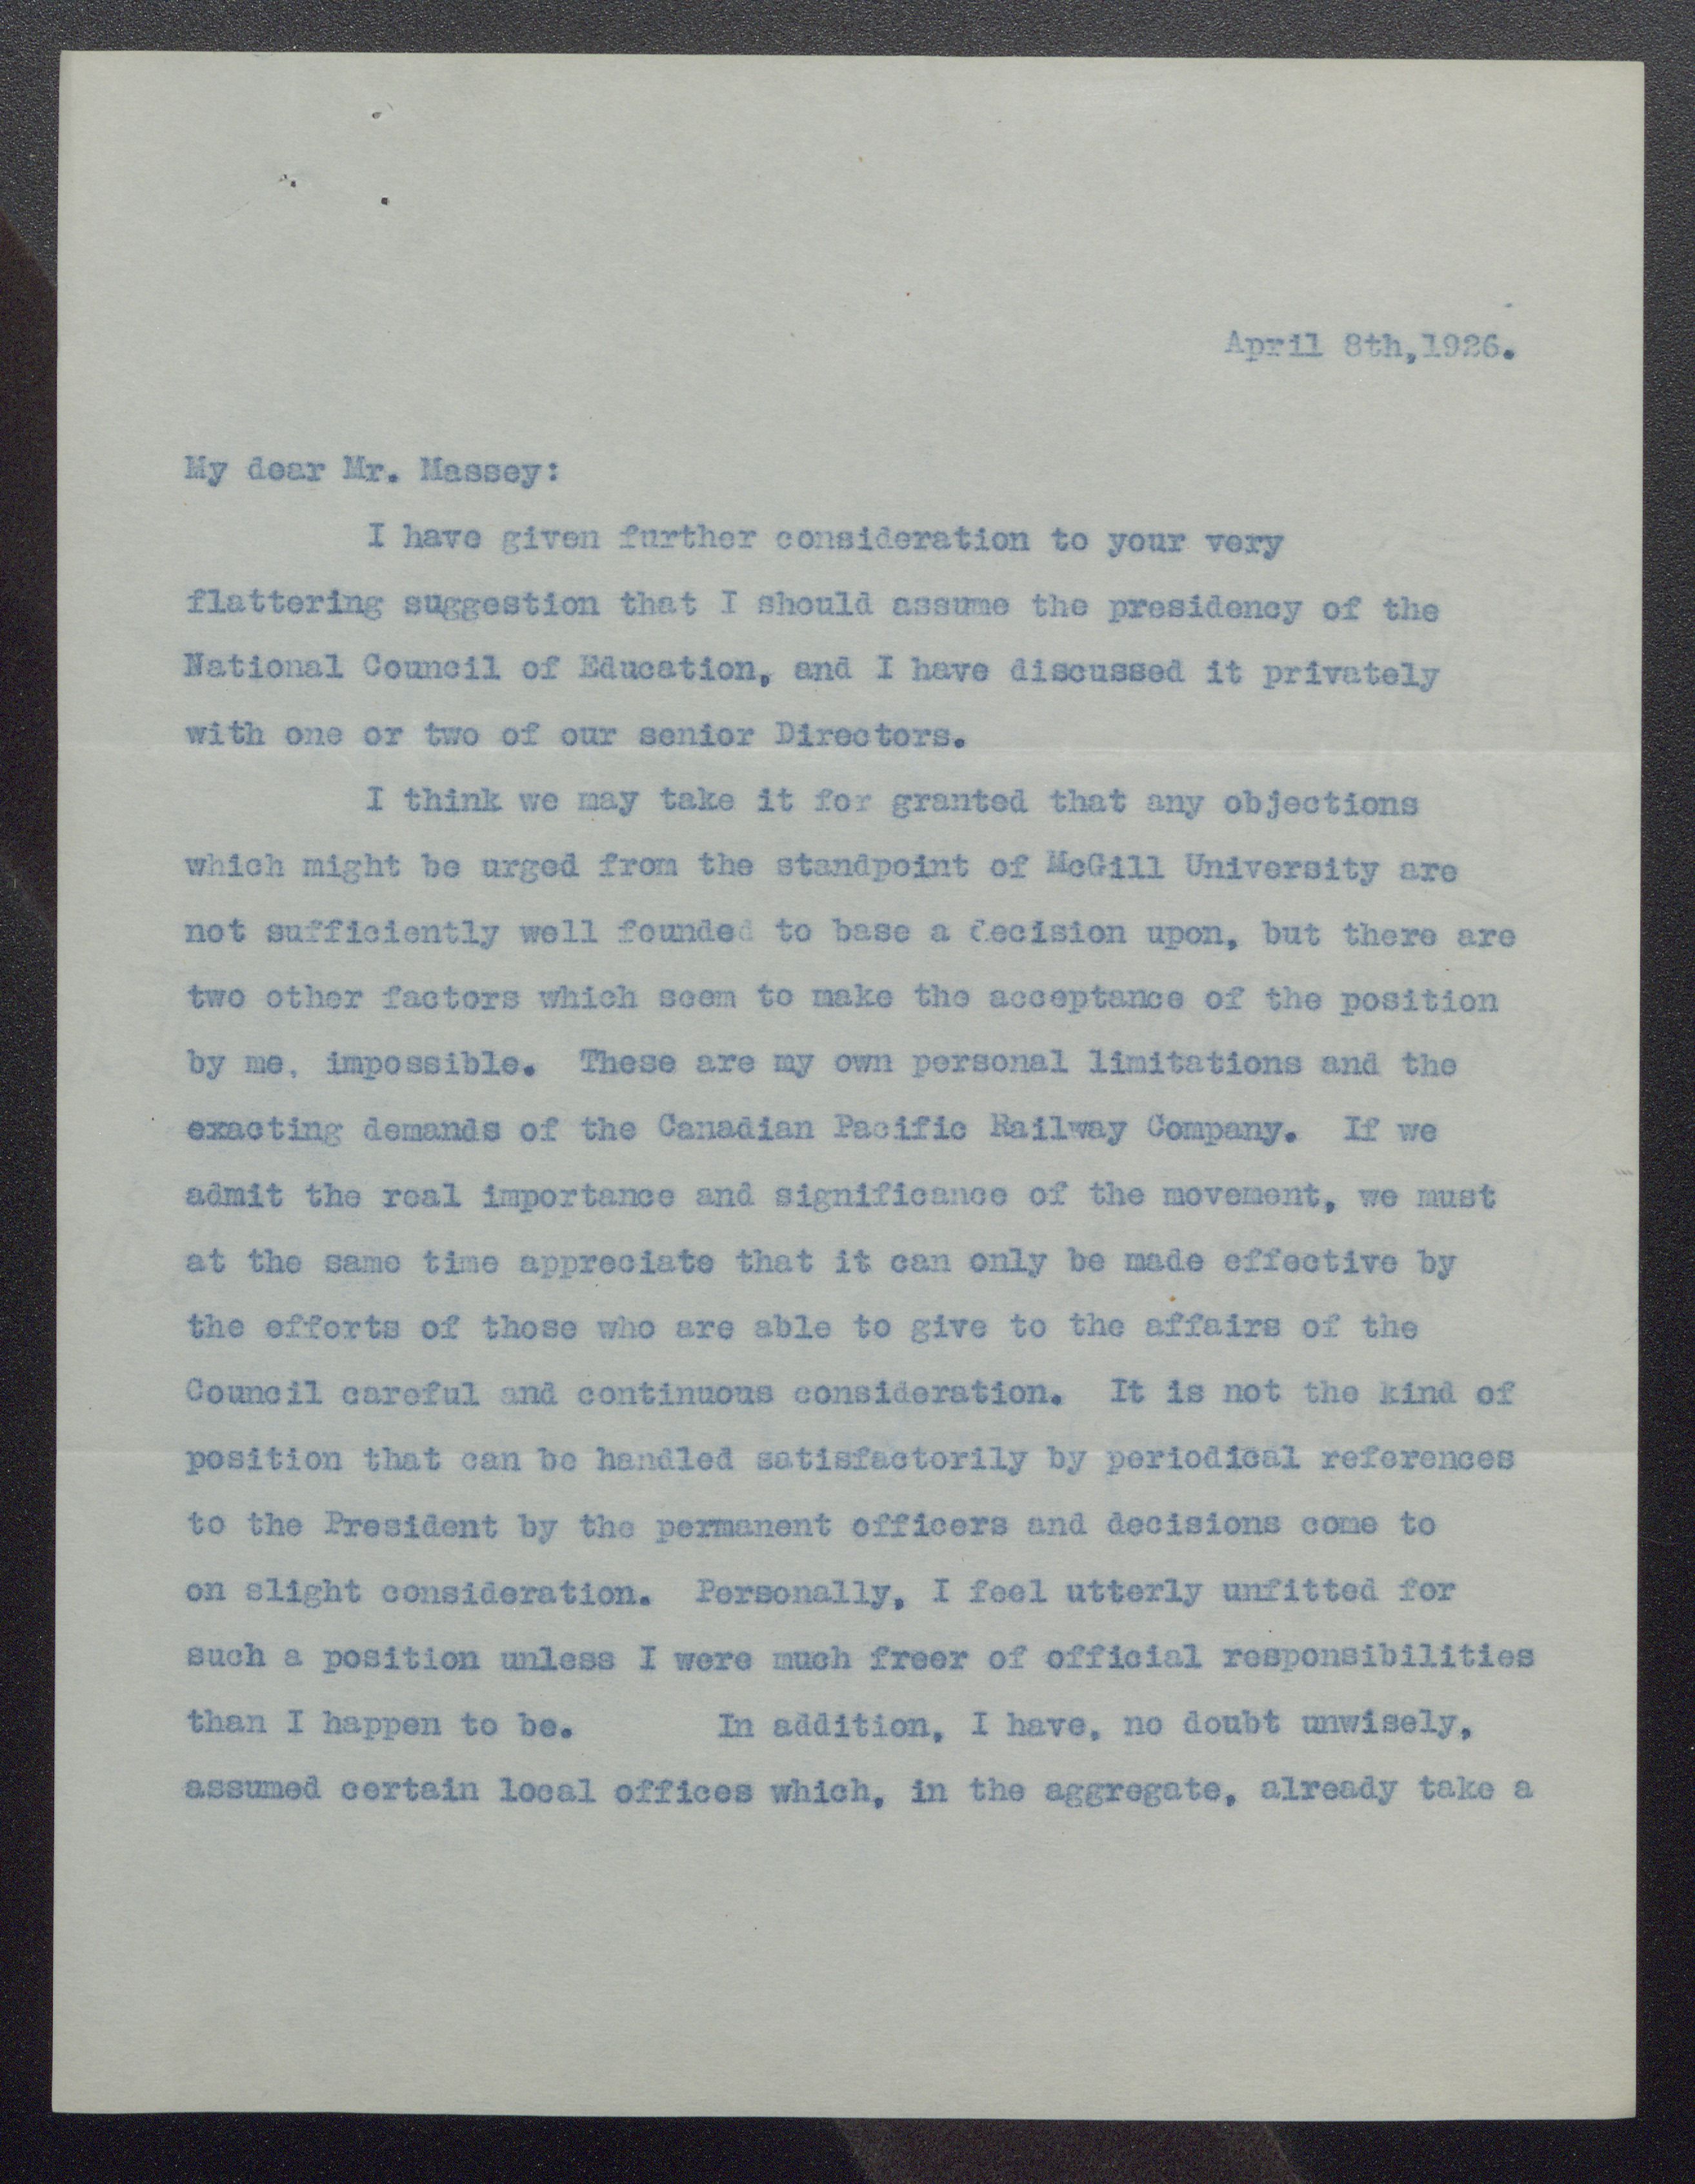 April 8th,1926.
My dear Mr. Massey:
I have given further consideration to your very
flattering suggestion that I should assume the presidency of the
National Council of Education, and I have discussed it privately
with one or two of our senior Directors.
I think we may take it for granted that any objections
which might be urged from the standpoint of McGill University are
not sufficiently well founded to base a decision upon, but there are
two other factors which seem to make the acceptance of the position
by me, impossible. These are my own personal limitations and the
exacting demands of the Canadian Pacific Railway Company. If we
admit the real importance and significance of the movement, we must
at the same time appreciate that it can only be made effective by
the efforts of those who are able to give to the affairs of the
Council careful and continuous consideration. It is not the kind of
position that can be handled satisfactorily by periodical references
to the President by the permanent officers and decisions come to
on slight consideration. Personally, I feel utterly unfitted for
such a position unless I were much freer of official responsibilities
than I happen to be. In addition, I have, no doubt unwisely,
assumed certain local offices which, in the aggregate, already take a